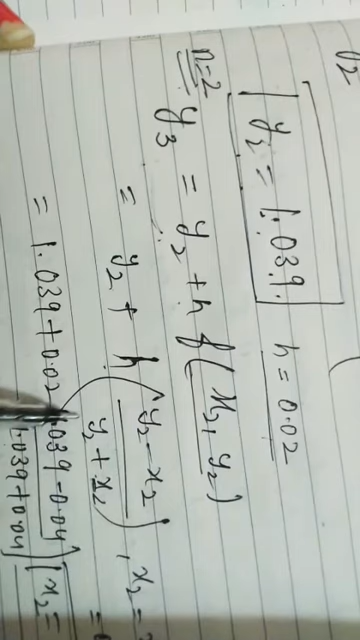 y₂ = 1.039. h = 0.02
n=2
y₃ = y₂ + h f(x₂, y₂)
= y₂ + h (y₂ - x₂ / y₂ + x₂), x₂ =
= 1.039 + 0.02 (1.039 - 0.04 / 1.039 + 0.04) (x₂ =